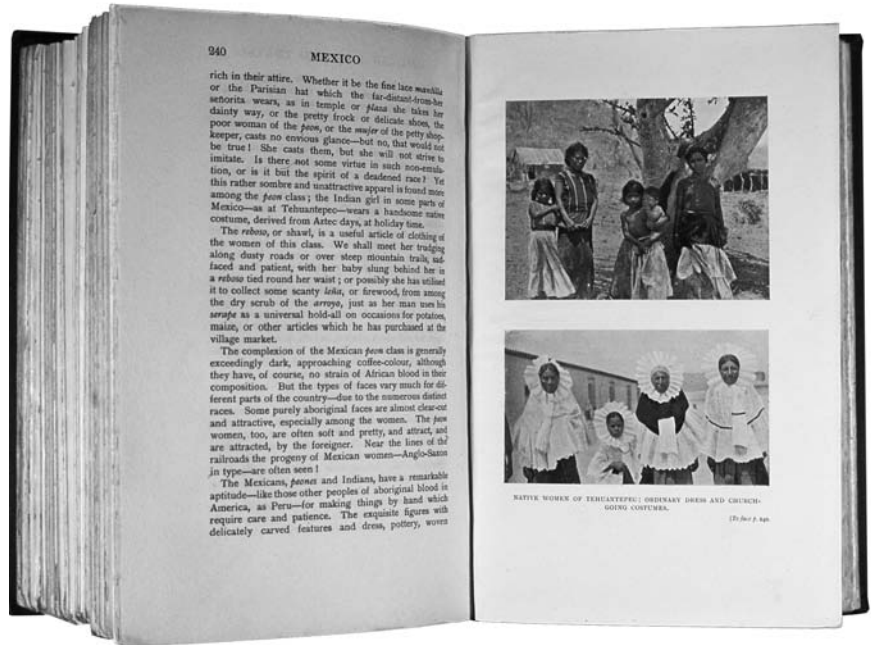 240
MEXICO
rich in their attire. Whether it be the fine lace mantilla
or the Parisian hat which the far-distant-from-her
señorita wears, as in temple or plaza she takes her
dainty way, or the pretty frock or delicate shoes, the
poor woman of the peon, or the mujer of the petty shop-
keeper, casts no envious glance—but no, that would not
be true! She casts them, but she will not strive to
imitate. Is there not some virtue in such non-emula-
tion, or is it but the spirit of a deadened race? Yet
this rather sombre and unattractive apparel is found more
among the peon class; the Indian girl in some parts of
Mexico—as at Tehuantepec—wears a handsome native
costume, derived from Aztec days, at holiday time.
The reboso, or shawl, is a useful article of clothing of
the women of this class. We shall meet her trudging
along dusty roads or over steep mountain trails, sad-
faced and patient, with her baby slung behind her in
a reboso tied round her waist; or possibly she has utilised
it to collect some scanty leña, or firewood, from among
the dry scrub of the arroyo, just as her man uses his
serape as a universal hold-all on occasions for potatoes,
maize, or other articles which he has purchased at the
village market.
The complexion of the Mexican peon class is generally
exceedingly dark, approaching coffee-colour, although
they have, of course, no strain of African blood in their
composition. But the types of faces vary much for dif-
ferent parts of the country—due to the numerous distinct
races. Some purely aboriginal faces are almost clear-cut
and attractive, especially among the women. The peon
women, too, are often soft and pretty, and attract, and
are attracted, by the foreigner. Near the lines of the
railroads the progeny of Mexican women—Anglo-Saxon
in type—are often seen!
The Mexicans, peones and Indians, have a remarkable
aptitude—like those other peoples of aboriginal blood in
America, as Peru—for making things by hand which
require care and patience. The exquisite figures with
delicately carved features and dress, pottery, woven
NATIVE WOMEN OF TEHUANTEPEC: ORDINARY DRESS AND CHURCH-
GOING COSTUMES.
[To face p. 240.